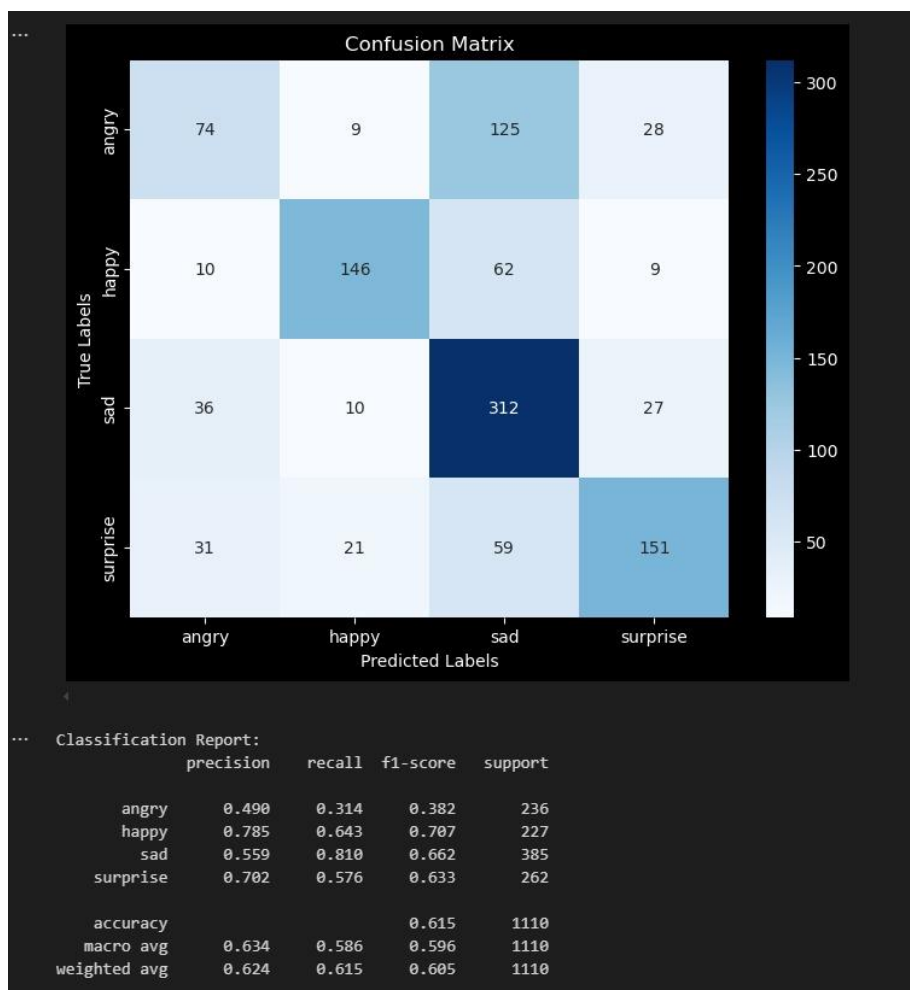 ...
Confusion Matrix
angry 74 9 125 28
happy 10 146 62 9
sad 36 10 312 27
surprise 31 21 59 151
angry happy sad surprise
True Labels
Predicted Labels
300
250
200
150
100
50
...
Classification Report:
precision recall f1-score support
angry 0.490 0.314 0.382 236
happy 0.785 0.643 0.707 227
sad 0.559 0.810 0.662 385
surprise 0.702 0.576 0.633 262
accuracy 0.615 1110
macro avg 0.634 0.586 0.596 1110
weighted avg 0.624 0.615 0.605 1110